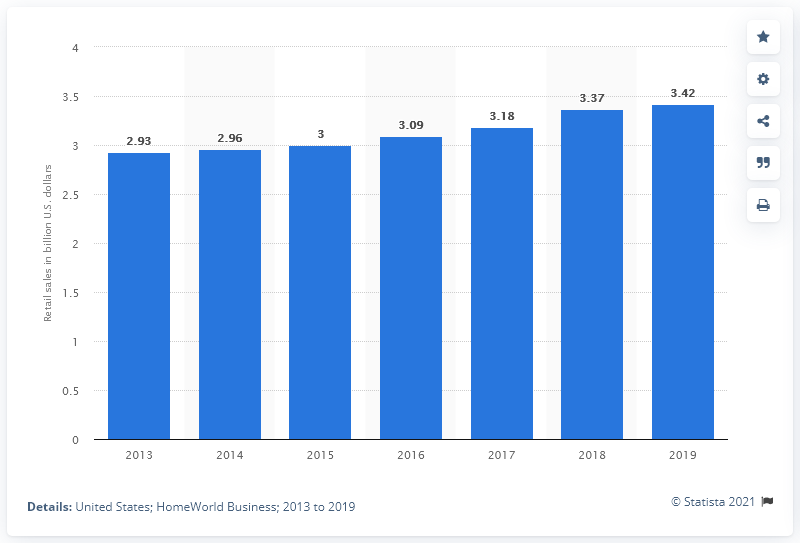 4
3.5
3
2.5
2
1.5
1
0.5
0
Retail sales in billion U.S. dollars
2.93 2.96 3 3.09 3.18 3.37 3.42
2013 2014 2015 2016 2017 2018 2019
Details: United States; HomeWorld Business; 2013 to 2019
© Statista 2021